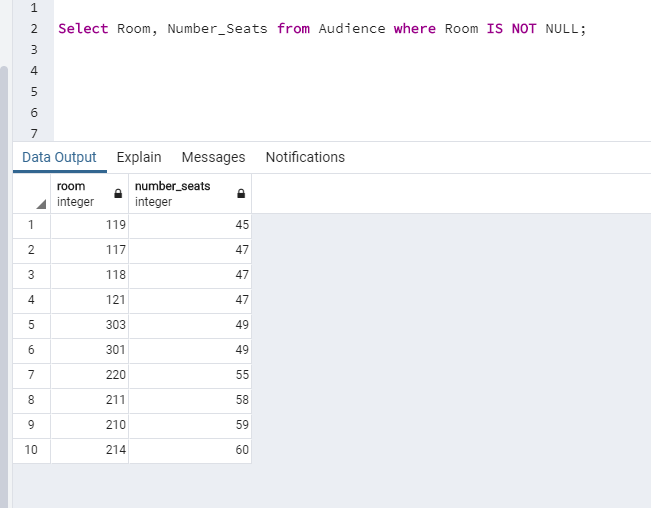 1
2 Select Room, Number_Seats from Audience where Room IS NOT NULL;
3
4
5
6
7
Data Output Explain Messages Notifications
room number_seats
integer integer
1 119 45
2 117 47
3 118 47
4 121 47
5 303 49
6 301 49
7 220 55
8 211 58
9 210 59
10 214 60